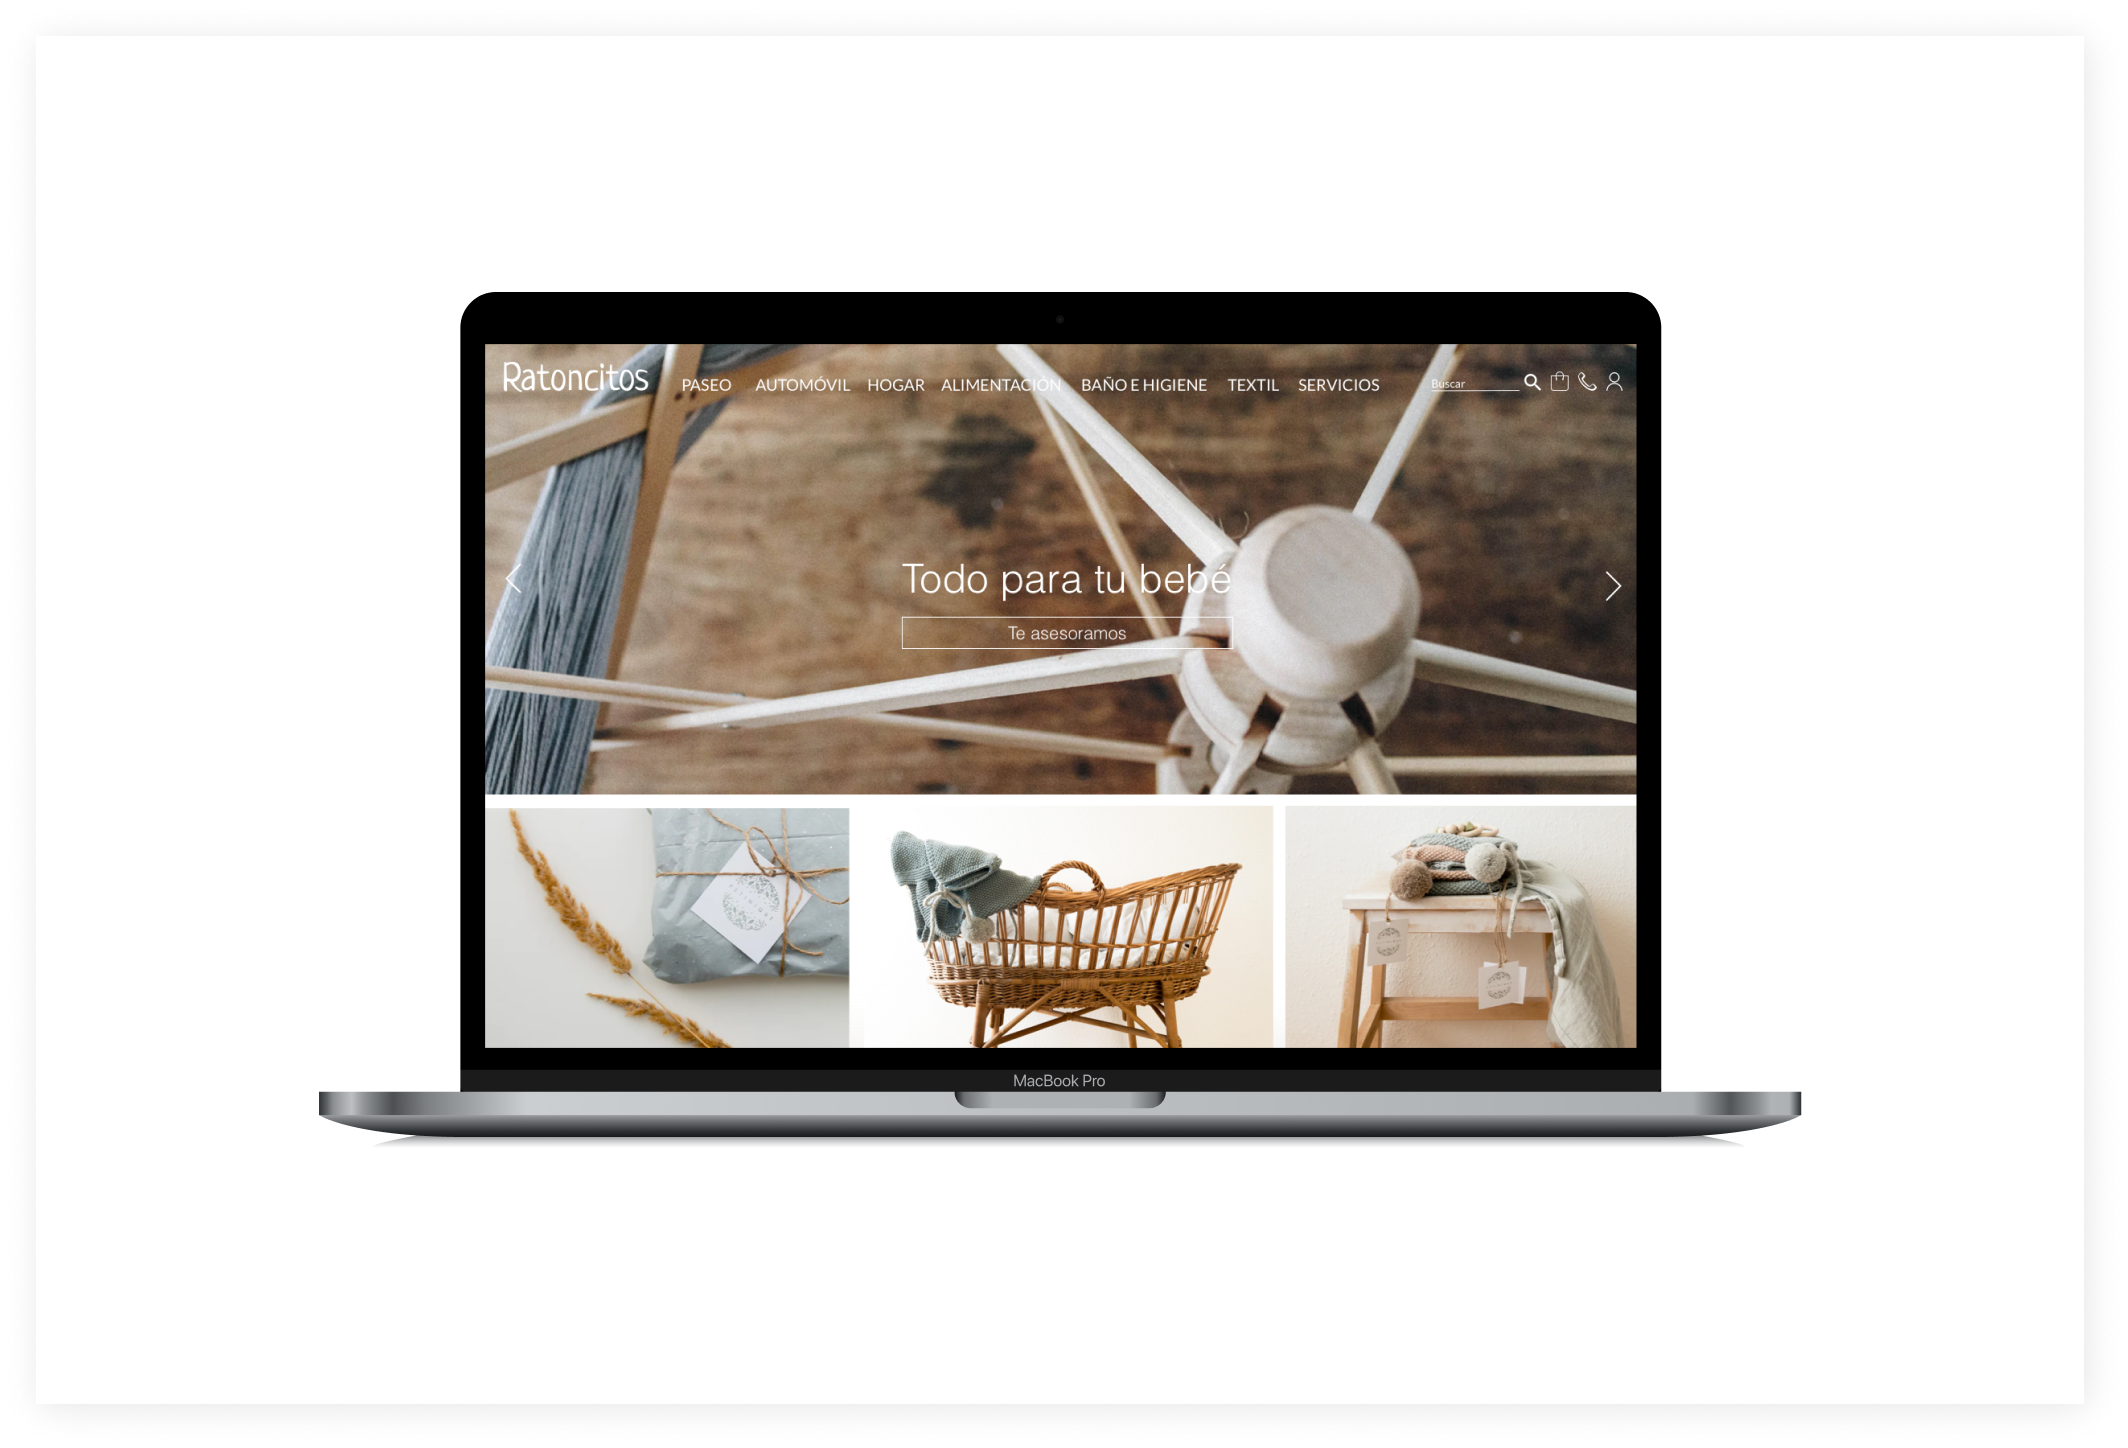 Ratoncitos PASEO AUTOMÓVIL HOGAR ALIMENTACIÓN BAÑO E HIGIENE TEXTIL SERVICIOS Buscar
Todo para tu bebé
Te asesoramos
MacBook Pro